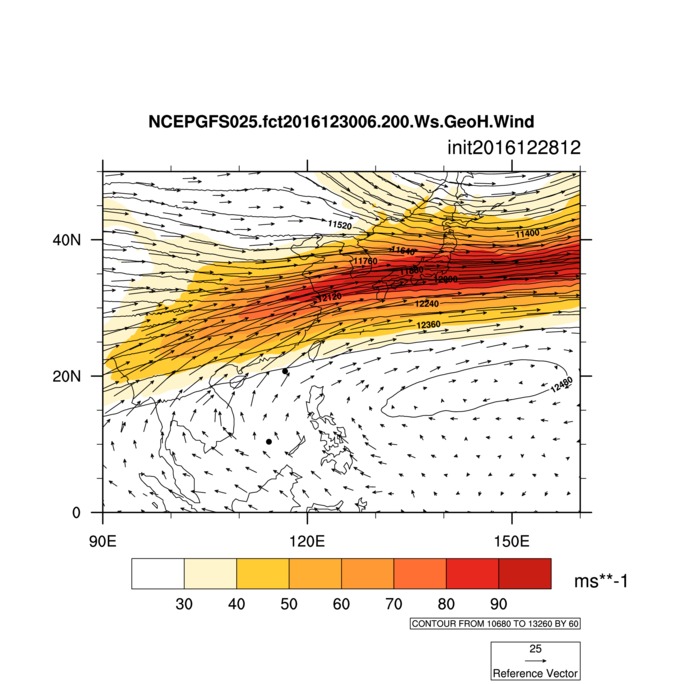 NCEPGFS025.fct2016123006.200.Ws.GeoH.Wind
init2016122812
11520
40N
11400
11640
11760
11880
12000
12120
12240
12360
20N
12480
0
90E 120E 150E
ms**-1
30 40 50 60 70 80 90
CONTOUR FROM 10680 TO 13260 BY 60
25
Reference Vector